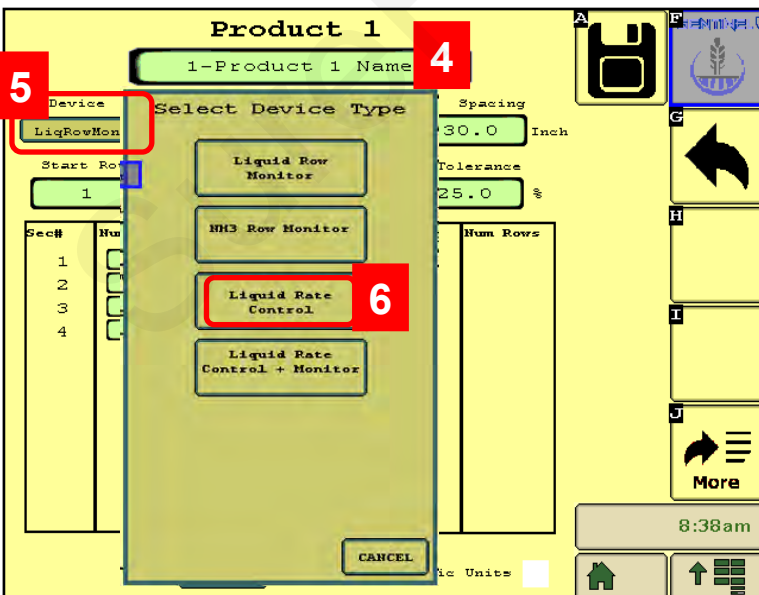 Product 1
1-Product 1 Name
4
5
Device
Spacing
LiqRowMon
30.0 Inch
Start Ro
Tolerance
1
25.0 %
Sec#
Num Rows
1
2
3
4
Select Device Type
Liquid Row
Monitor
NH3 Row Monitor
Liquid Rate
Control
6
Liquid Rate
Control + Monitor
CANCEL
ic Units
A
F
G
H
I
J
More
8:38am